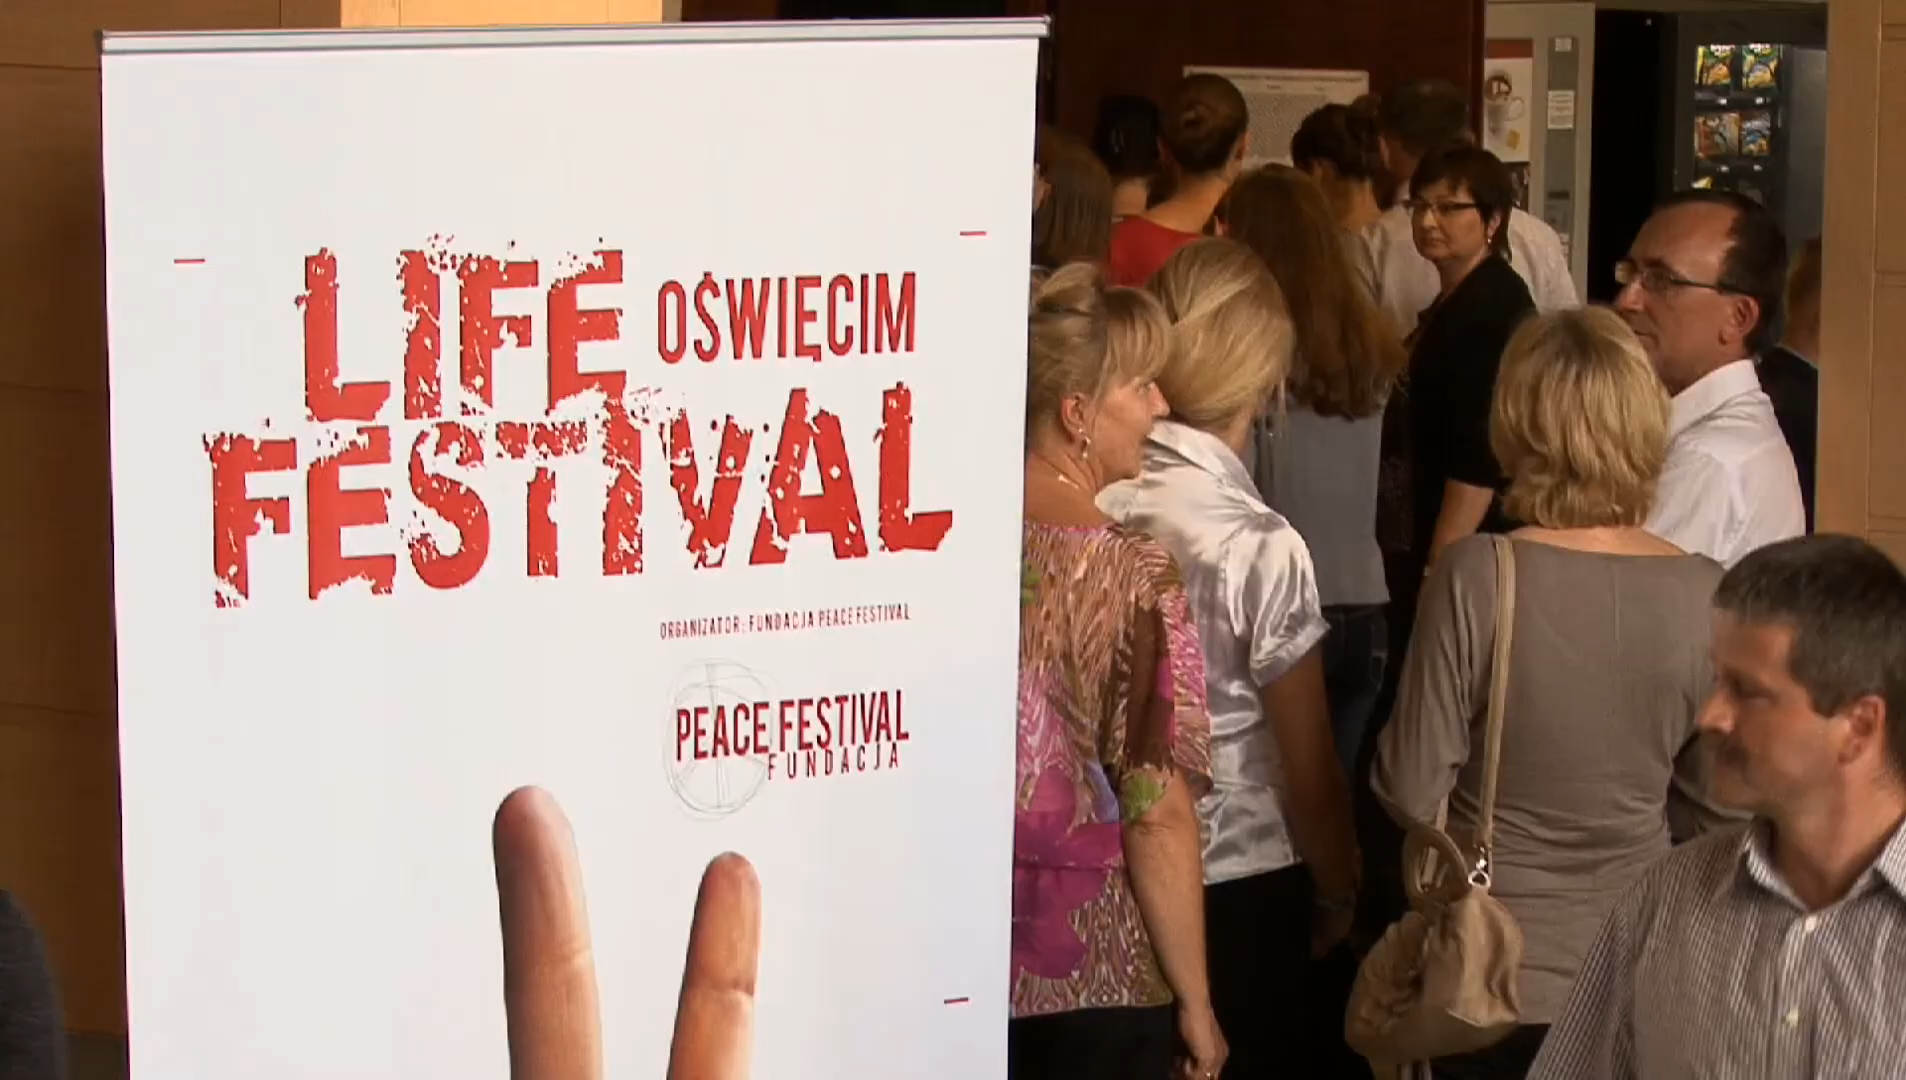 LIFE OŚWIĘCIM
FESTIVAL
ORGANIZATOR: FUNDACJA PEACE FESTIVAL
PEACE FESTIVAL
FUNDACJA